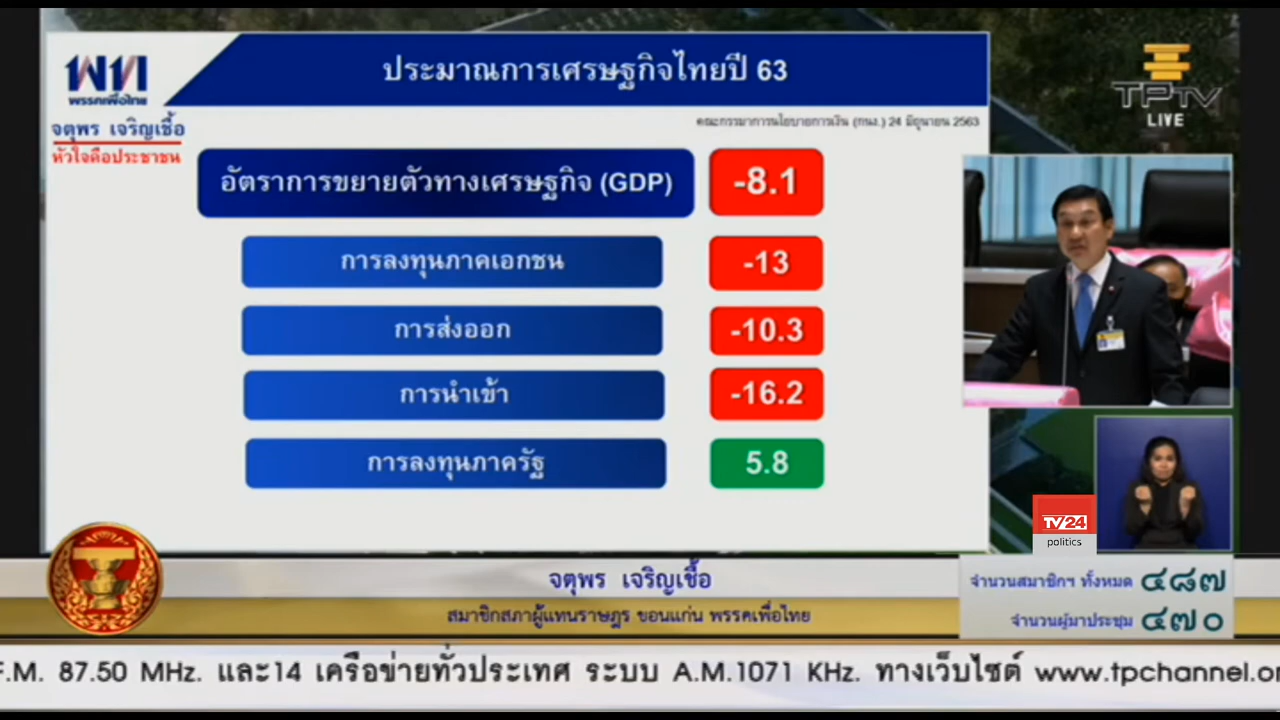 พท
พรรคเพื่อไทย
จตุพร เจริญเชื้อ
หัวใจคือประชาชน
ประมาณการเศรษฐกิจไทยปี 63
คณะกรรมาการนโยบายการเงิน (กนง.) 24 มิถุนายน 2563
อัตราการขยายตัวทางเศรษฐกิจ (GDP)
-8.1
การลงทุนภาคเอกชน
-13
การส่งออก
-10.3
การนำเข้า
-16.2
การลงทุนภาครัฐ
5.8
TPTV
LIVE
TV24
politics
จตุพร เจริญเชื้อ
สมาชิกสภาผู้แทนราษฎร ขอนแก่น พรรคเพื่อไทย
จำนวนสมาชิกฯ ทั้งหมด ๔๘๗
จำนวนผู้มาประชุม ๔๗๐
F.M. 87.50 MHz. และ14 เครือข่ายทั่วประเทศ ระบบ A.M.1071 KHz. ทางเว็บไซต์ www.tpchannel.or